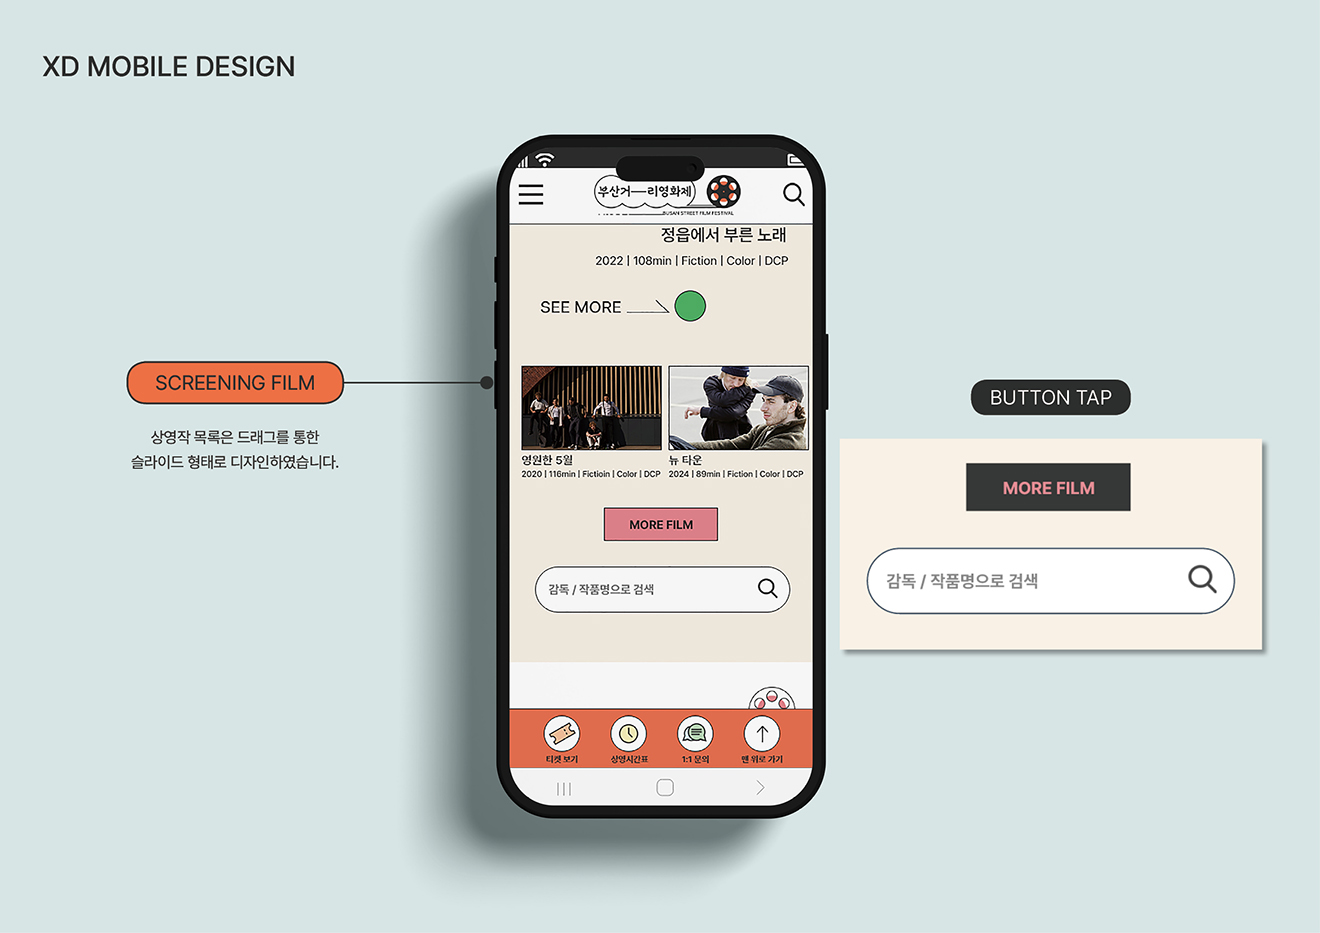 XD MOBILE DESIGN
부산거—리영화제
BUSAN STREET FILM FESTIVAL
정읍에서 부른 노래
2022 | 108min | Fiction | Color | DCP
SEE MORE
SCREENING FILM
상영작 목록은 드래그를 통한
슬라이드 형태로 디자인하였습니다.
영원한 5월
2020 | 116min | Fictioin | Color | DCP
뉴 타운
2024 | 89min | Fiction | Color | DCP
MORE FILM
감독 / 작품명으로 검색
티켓 보기
상영시간표
1:1 문의
맨 위로 가기
BUTTON TAP
MORE FILM
감독 / 작품명으로 검색